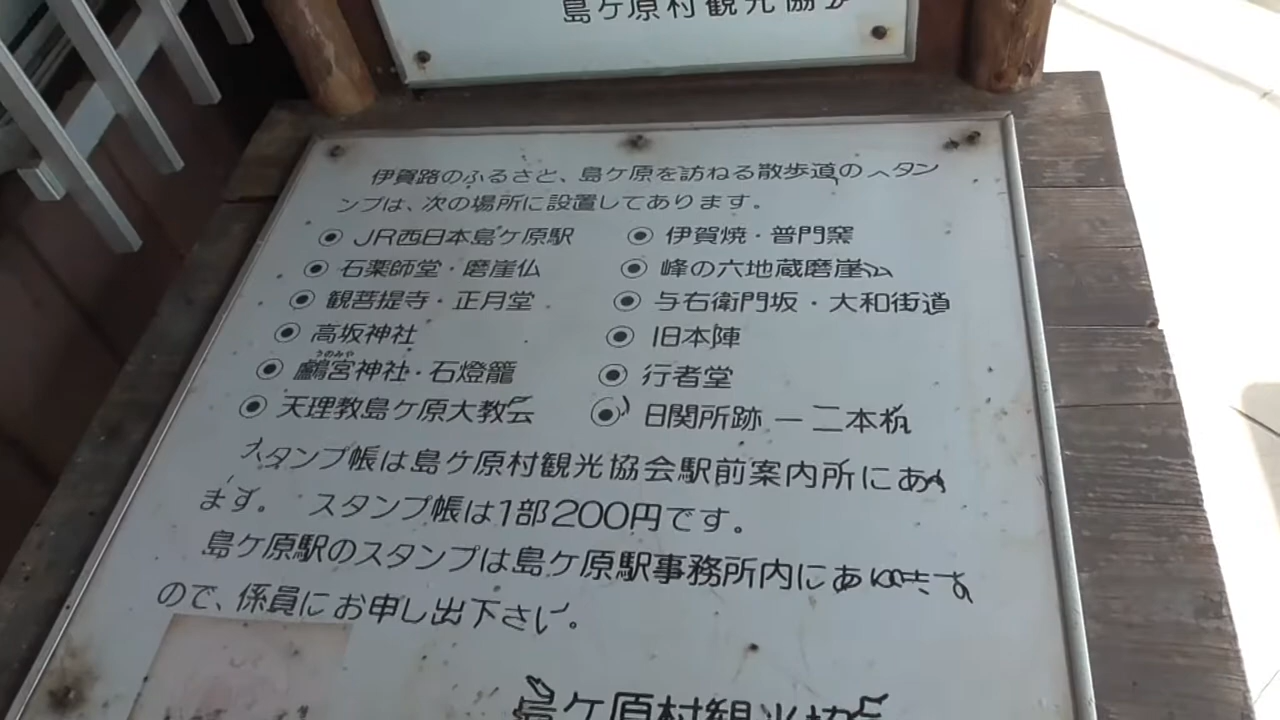 島ケ原村観光協会
伊賀路のふるさと、島ケ原を訪ねる散歩道のスタン
ンプは、次の場所に設置してあります。
◉ JR西日本島ケ原駅 ◉ 伊賀焼・普門窯
◉ 石薬師堂・磨崖仏 ◉ 峰の六地蔵磨崖仏
◉ 観菩提寺・正月堂 ◉ 与右衛門坂・大和街道
◉ 高坂神社 ◉ 旧本陣
うのみや
◉ 鸕宮神社・石燈籠 ◉ 行者堂
◉ 天理教島ケ原大教会 ◉ 旧関所跡 ー 二本杭
スタンプ帳は島ケ原村観光協会駅前案内所にあり
ます。 スタンプ帳は1部200円です。
島ケ原駅のスタンプは島ケ原駅事務所内にありますの
ので、係員にお申し出下さい。
島ケ原村観光協会